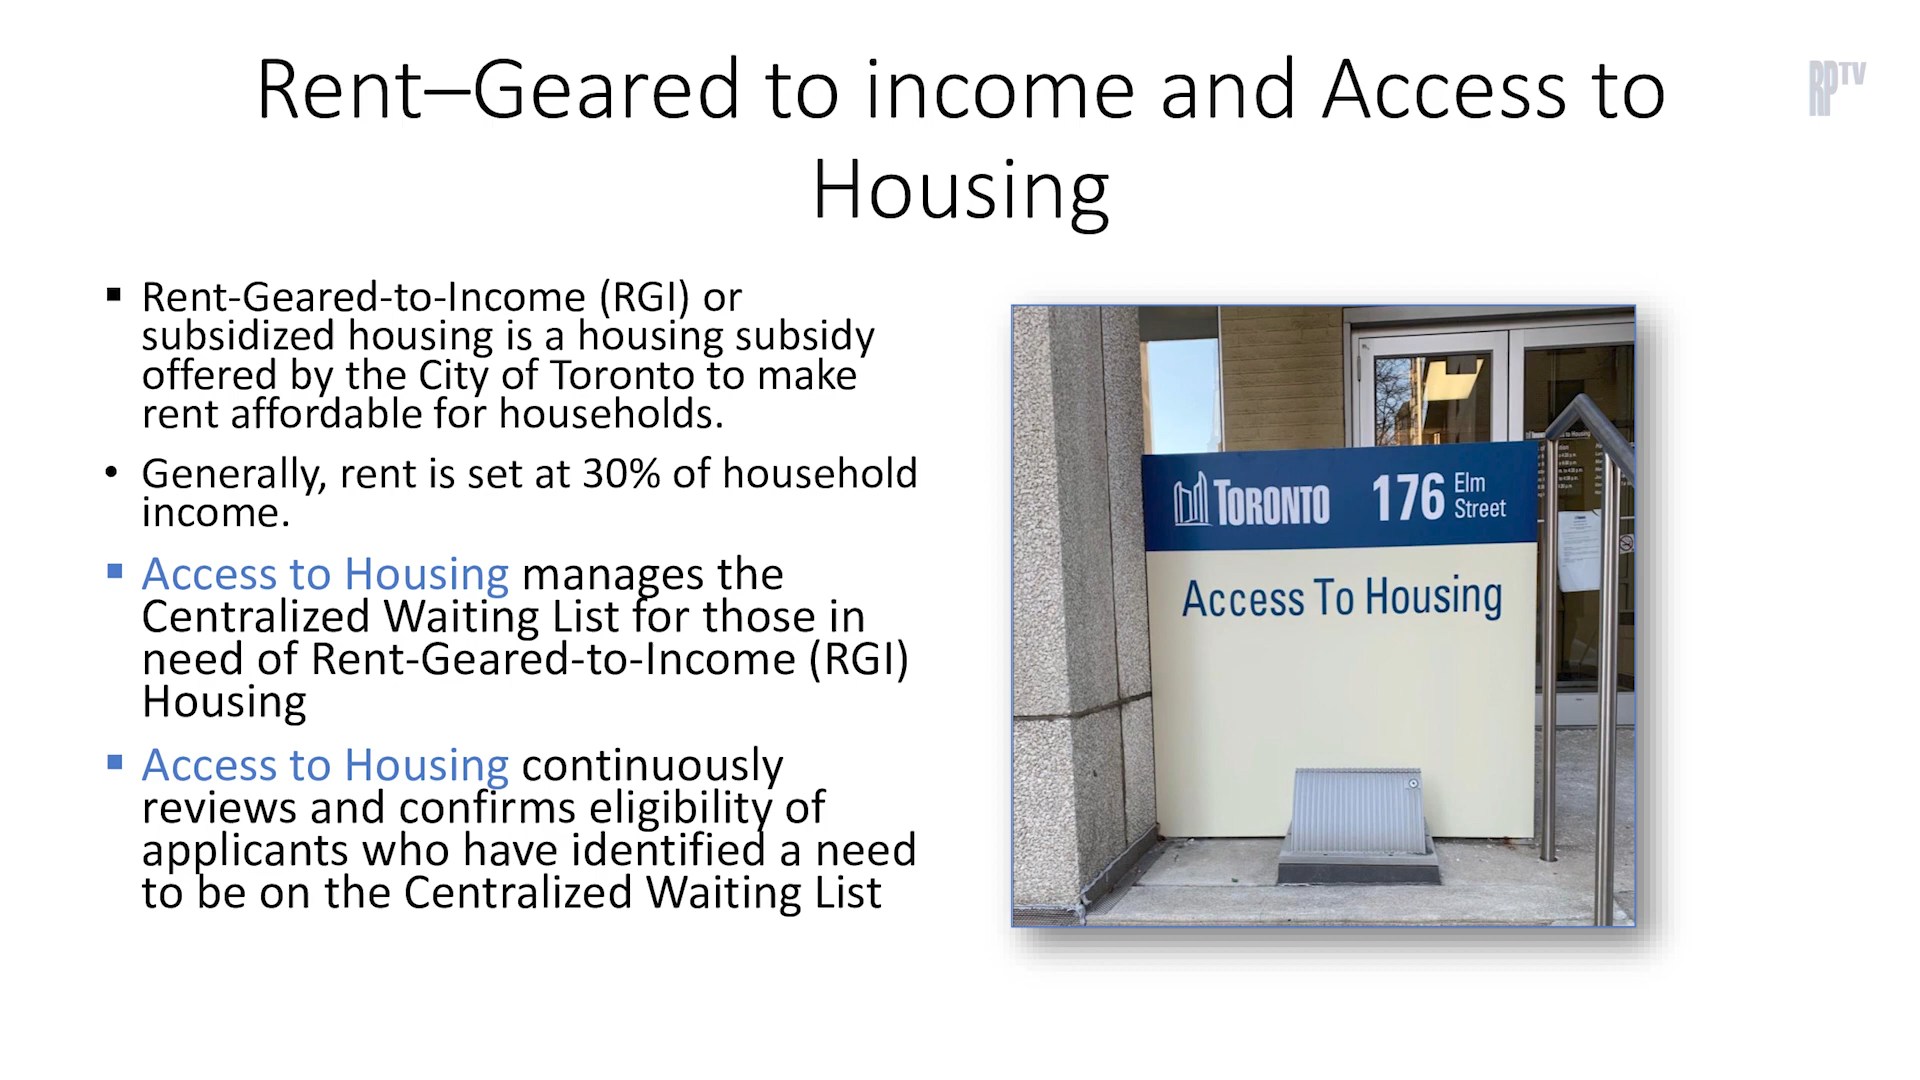 Rent–Geared to income and Access to
Housing
RPTV
▪ Rent-Geared-to-Income (RGI) or
subsidized housing is a housing subsidy
offered by the City of Toronto to make
rent affordable for households.
• Generally, rent is set at 30% of household
income.
▪ Access to Housing manages the
Centralized Waiting List for those in
need of Rent-Geared-to-Income (RGI)
Housing
▪ Access to Housing continuously
reviews and confirms eligibility of
applicants who have identified a need
to be on the Centralized Waiting List
TORONTO 176 Elm
Street
Access To Housing